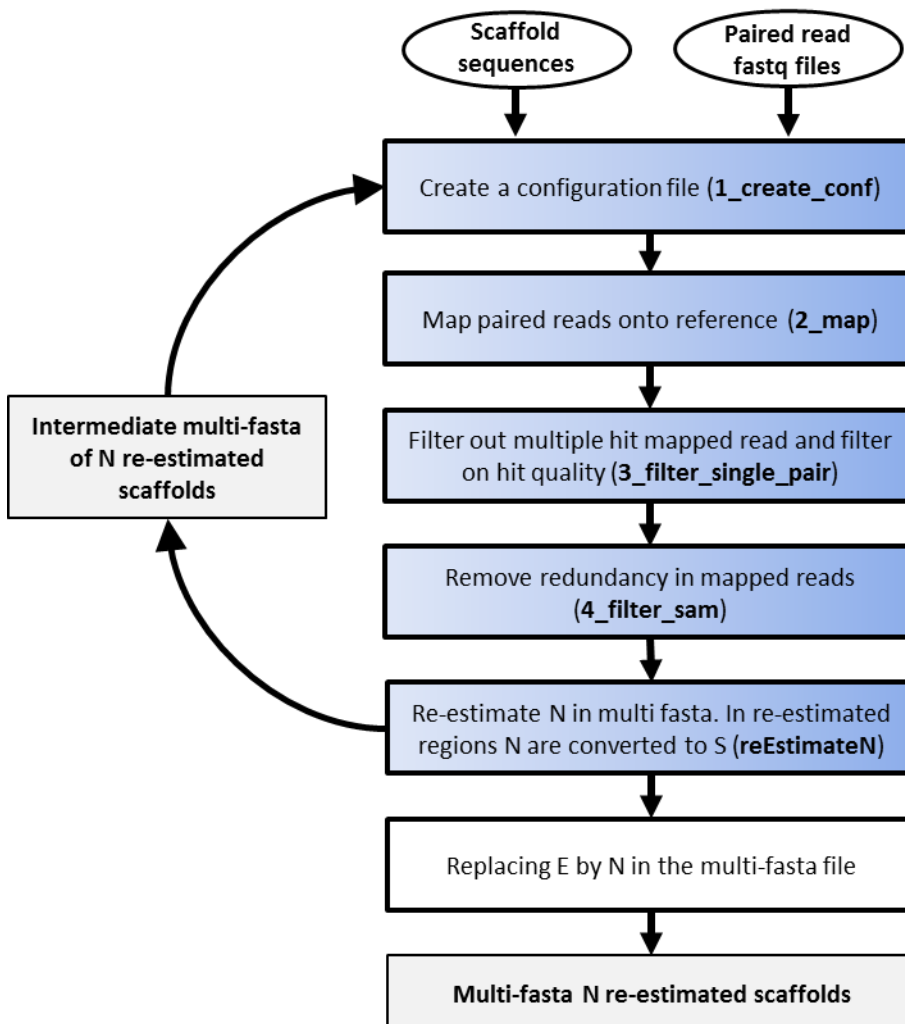 Scaffold
sequences
Paired read
fastq files
Create a configuration file (1_create_conf)
Map paired reads onto reference (2_map)
Filter out multiple hit mapped read and filter
on hit quality (3_filter_single_pair)
Remove redundancy in mapped reads
(4_filter_sam)
Re-estimate N in multi fasta. In re-estimated
regions N are converted to S (reEstimateN)
Intermediate multi-fasta
of N re-estimated
scaffolds
Replacing E by N in the multi-fasta file
Multi-fasta N re-estimated scaffolds